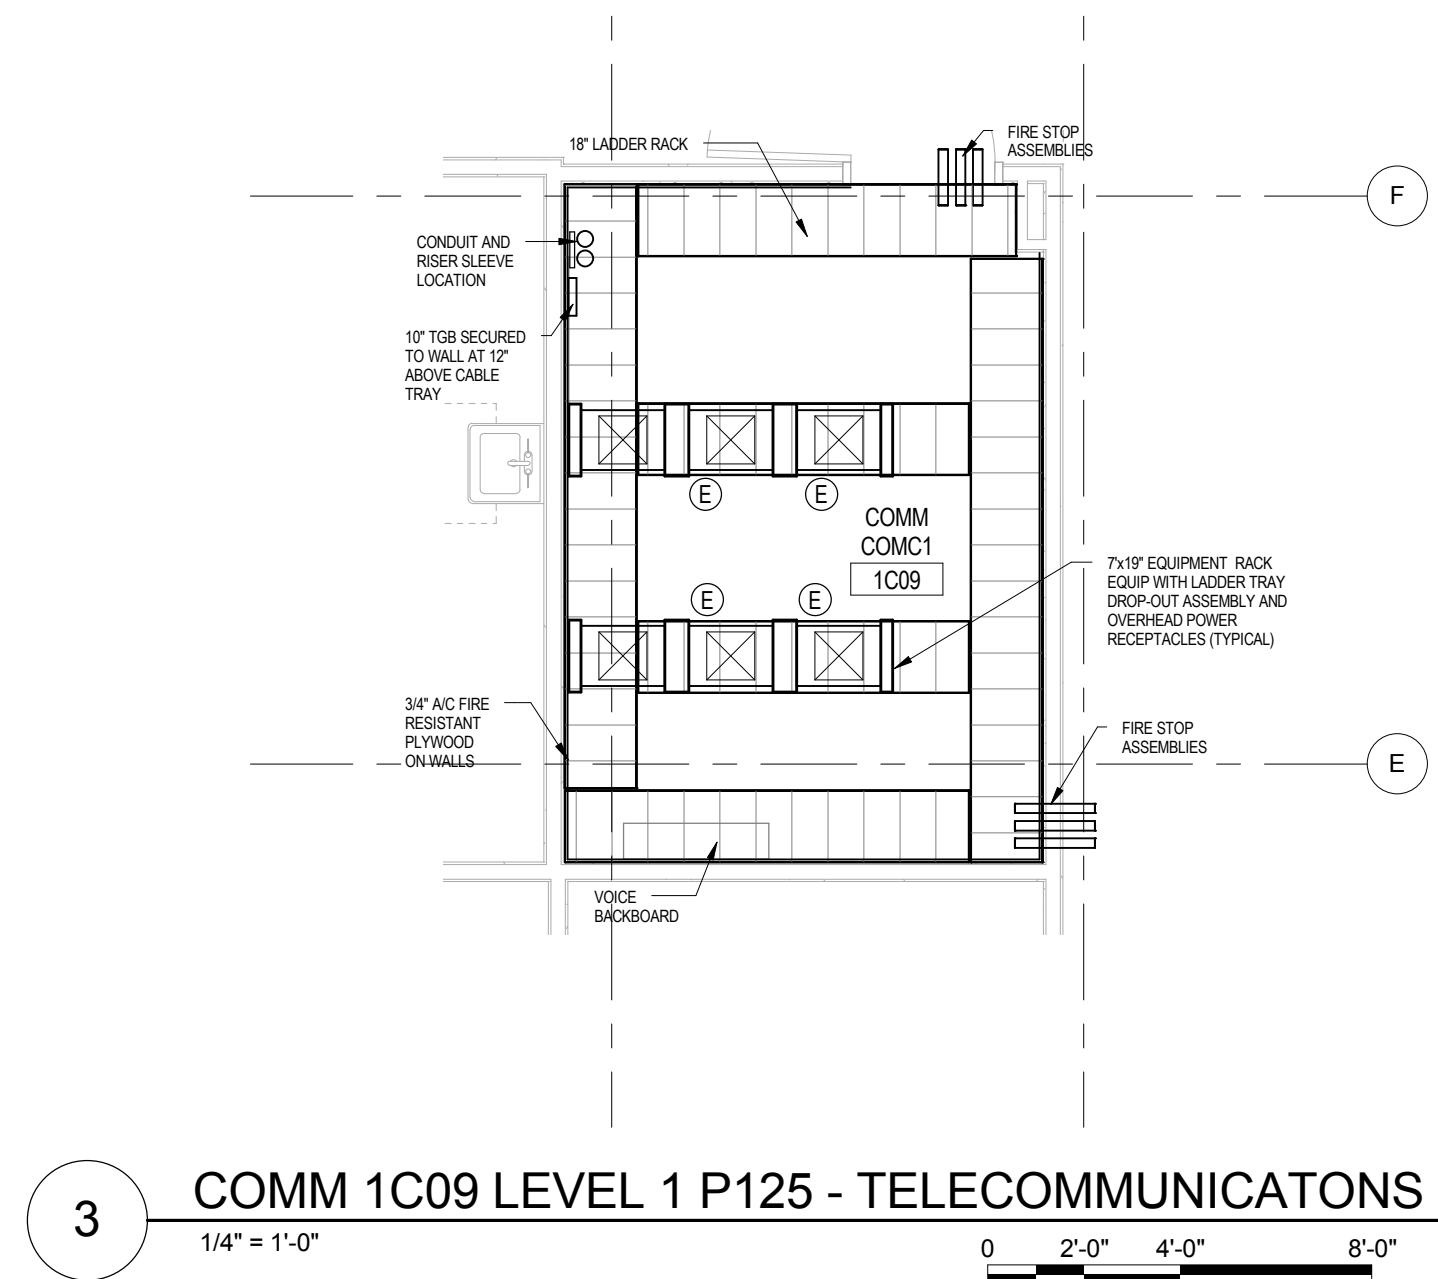 18" LADDER RACK
FIRE STOP
ASSEMBLIES
F
CONDUIT AND
RISER SLEEVE
LOCATION
10" TGB SECURED
TO WALL AT 12"
ABOVE CABLE
TRAY
E
E
COMM
COMC1
1C09
E
E
7'x19" EQUIPMENT RACK
EQUIP WITH LADDER TRAY
DROP-OUT ASSEMBLY AND
OVERHEAD POWER
RECEPTACLES (TYPICAL)
3/4" A/C FIRE
RESISTANT
PLYWOOD
ON WALLS
FIRE STOP
ASSEMBLIES
E
VOICE
BACKBOARD
3
COMM 1C09 LEVEL 1 P125 - TELECOMMUNICATONS
1/4" = 1'-0"
0 2'-0" 4'-0" 8'-0"